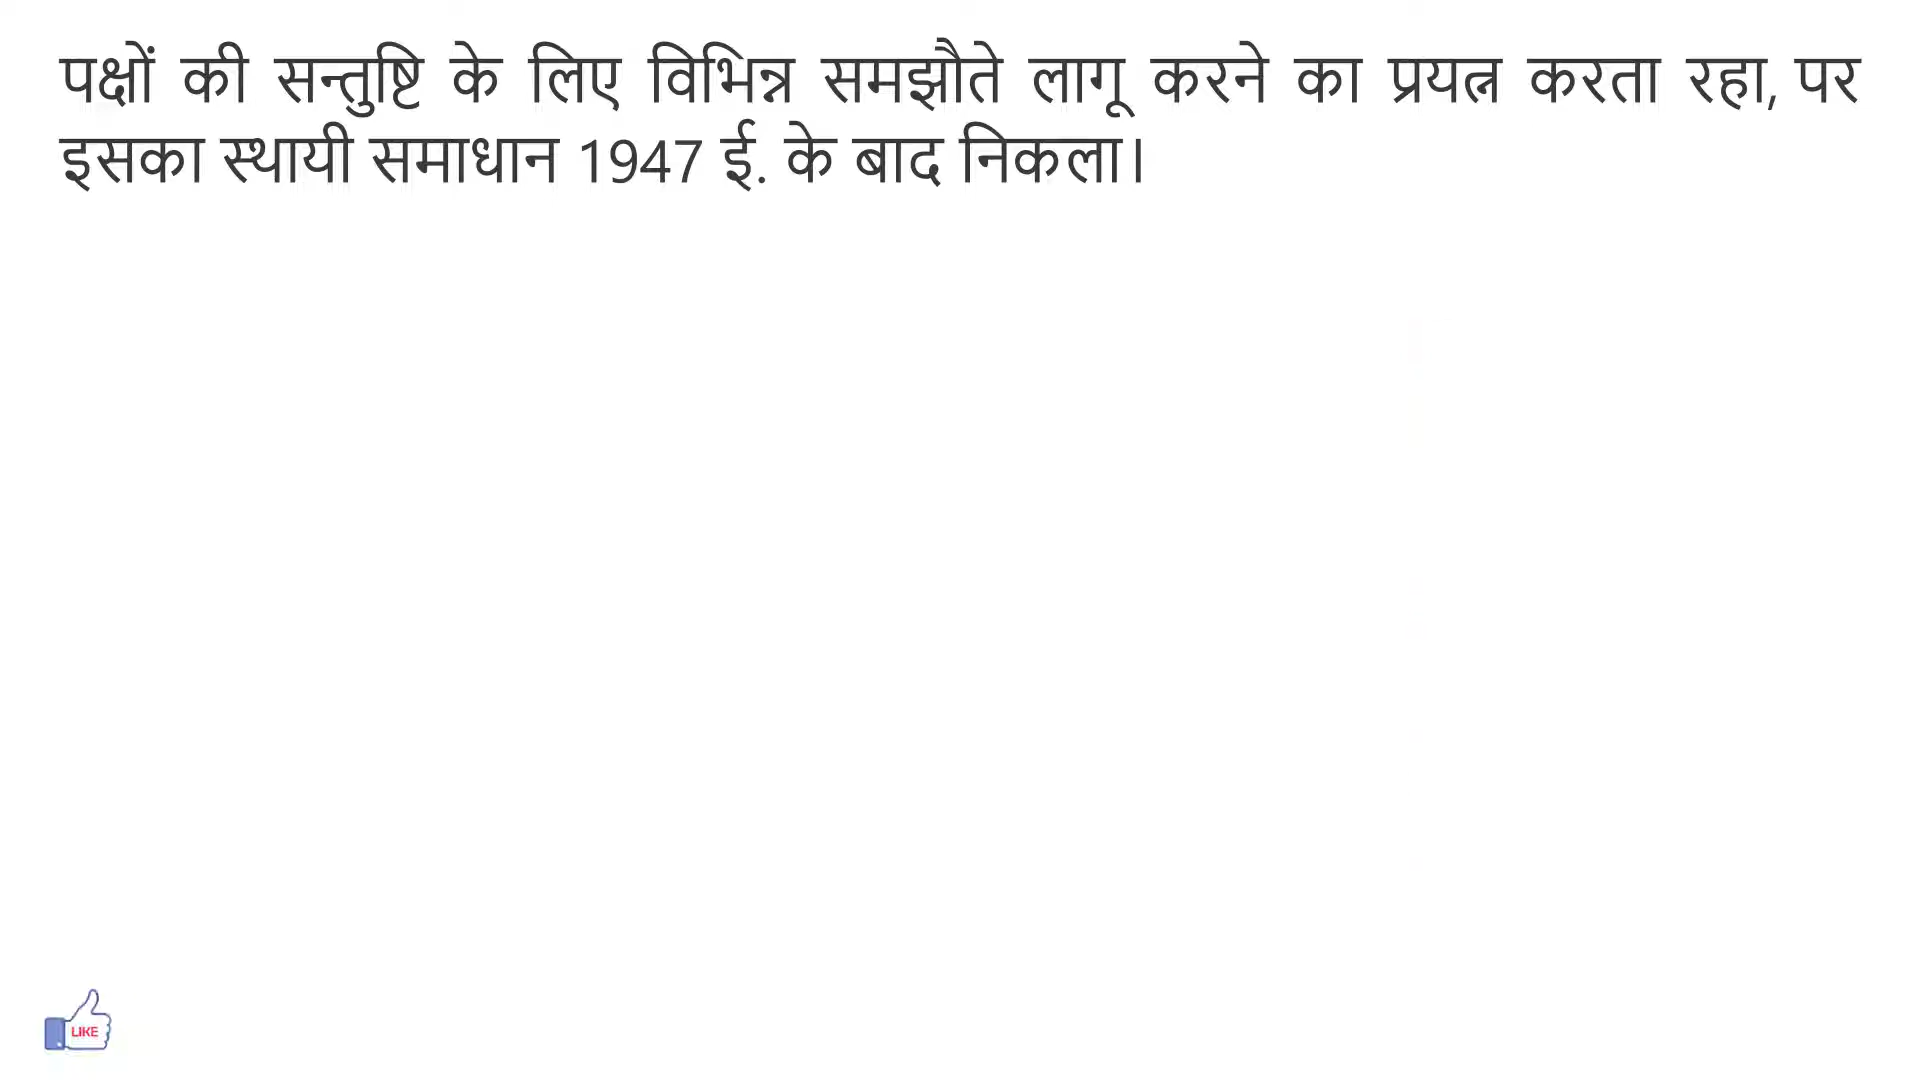 पक्षों की सन्तुष्टि के लिए विभिन्न समझौते लागू करने का प्रयत्न करता रहा, पर
इसका स्थायी समाधान 1947 ई. के बाद निकला।
LIKE